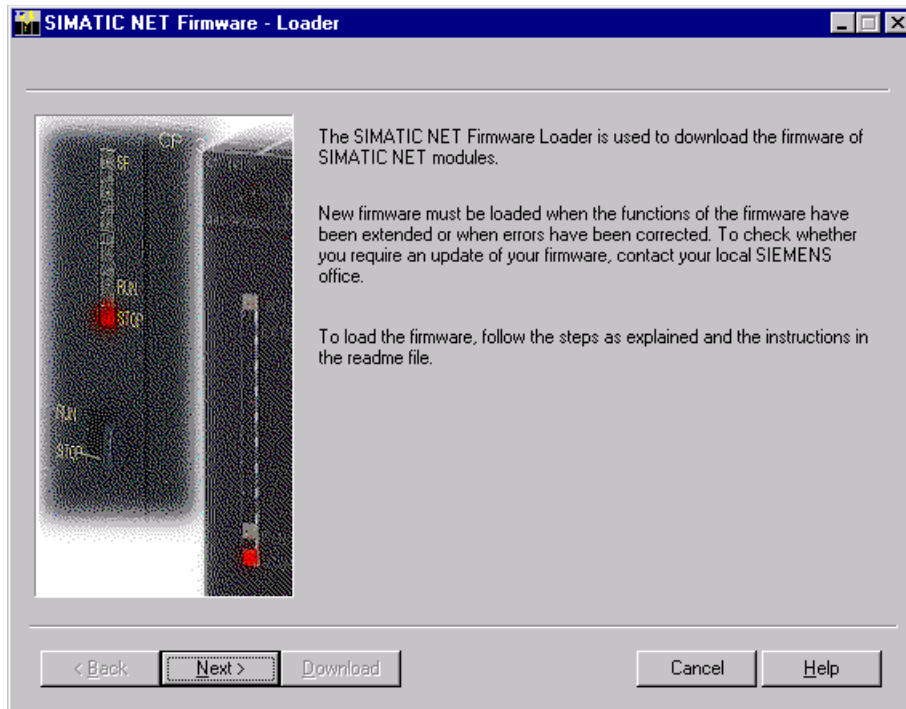 SIMATIC NET Firmware - Loader
The SIMATIC NET Firmware Loader is used to download the firmware of
SIMATIC NET modules.
New firmware must be loaded when the functions of the firmware have
been extended or when errors have been corrected. To check whether
you require an update of your firmware, contact your local SIEMENS
office.
To load the firmware, follow the steps as explained and the instructions in
the readme file.
CP
SF
RUN
STOP
RUN
STOP
< Back
Next >
Download
Cancel
Help